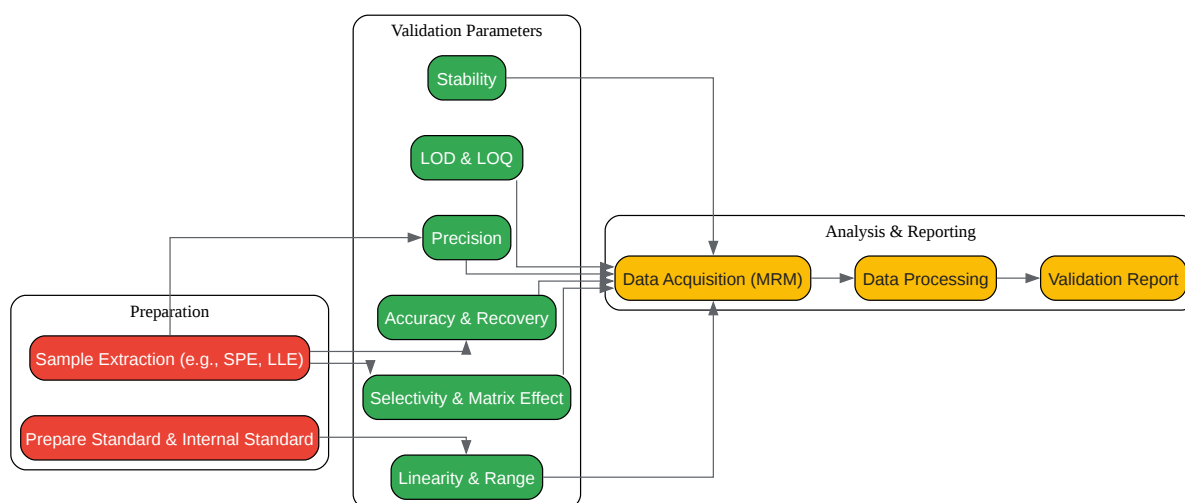 Preparation
Sample Extraction (e.g., SPE, LLE)
Prepare Standard & Internal Standard
Validation Parameters
Stability
LOD & LOQ
Precision
Accuracy & Recovery
Selectivity & Matrix Effect
Linearity & Range
Analysis & Reporting
Data Acquisition (MRM)
Data Processing
Validation Report